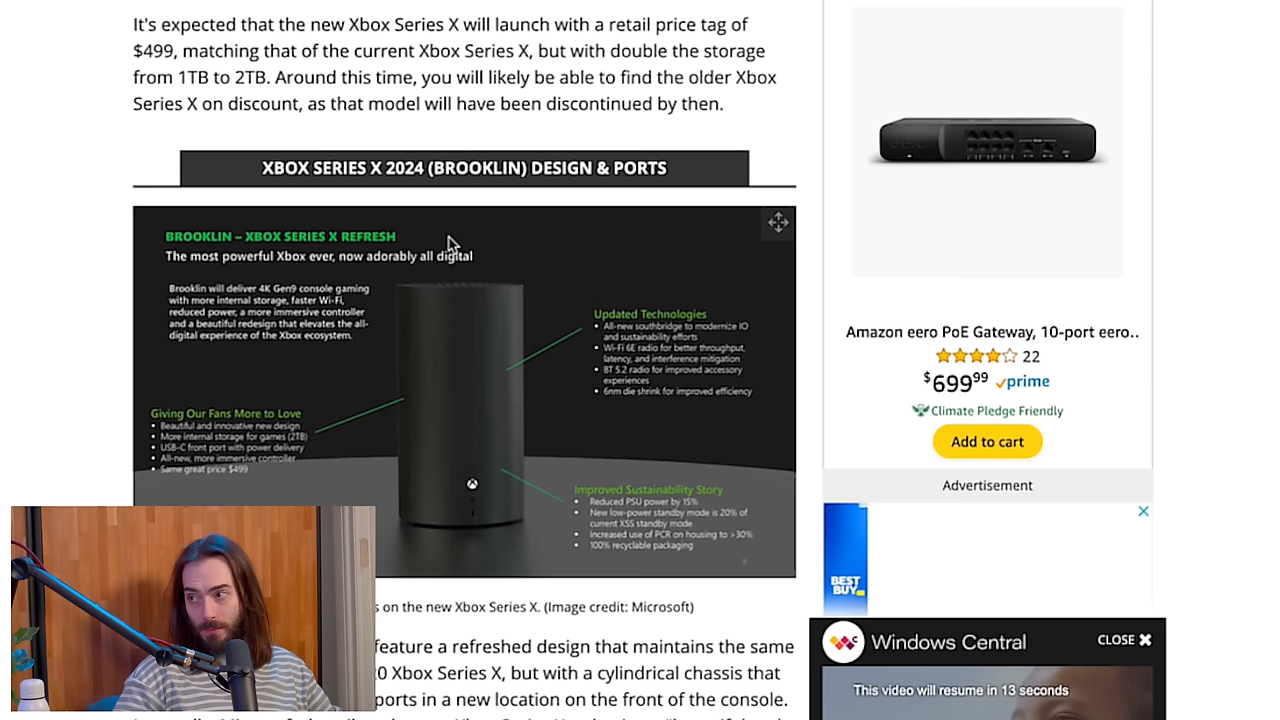 It's expected that the new Xbox Series X will launch with a retail price tag of
$499, matching that of the current Xbox Series X, but with double the storage
from 1TB to 2TB. Around this time, you will likely be able to find the older Xbox
Series X on discount, as that model will have been discontinued by then.
XBOX SERIES X 2024 (BROOKLIN) DESIGN & PORTS
BROOKLIN – XBOX SERIES X REFRESH
The most powerful Xbox ever, now adorably all digital
Brooklin will deliver 4K Gen9 console gaming
with more internal storage, faster Wi-Fi,
reduced power, a more immersive controller
and a beautiful redesign that elevates the all-
digital experience of the Xbox ecosystem.
Updated Technologies
• All-new southbridge to modernize IO
and sustainability efforts
• Wi-Fi 6E radio for better throughput,
latency, and interference mitigation
• BT 5.2 radio for improved accessory
experiences
• 6nm die shrink for improved efficiency
Giving Our Fans More to Love
• Beautiful and innovative new design
• More internal storage for games (2TB)
• USB-C front port with power delivery
• All-new, more immersive controller
• Same great price $499
Improved Sustainability Story
• Reduced PSU power by 15%
• New low-power standby mode is 20% of
current XSS standby mode
• Increased use of PCR on housing to >30%
• 100% recyclable packaging
s on the new Xbox Series X. (Image credit: Microsoft)
feature a refreshed design that maintains the same
20 Xbox Series X, but with a cylindrical chassis that
ports in a new location on the front of the console.
Amazon eero PoE Gateway, 10-port eero..
22
$699 99 prime
Climate Pledge Friendly
Add to cart
Advertisement
BEST
BUY
Windows Central
CLOSE ✖
This video will resume in 13 seconds